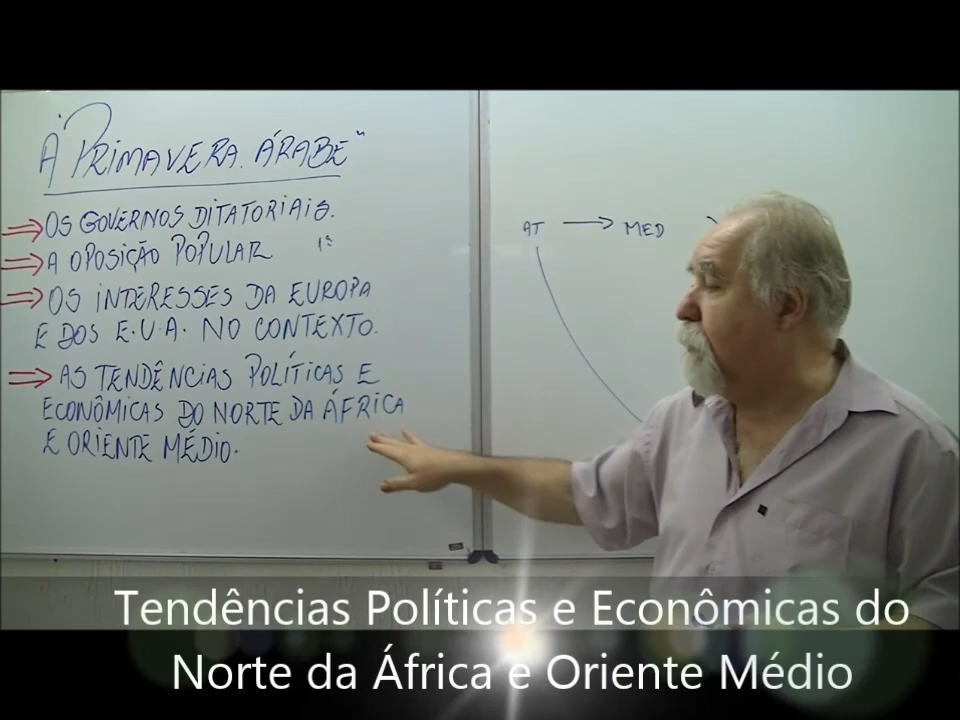 A "PRIMAVERA ÁRABE"
OS GOVERNOS DITATORIAIS.
A OPOSIÇÃO POPULAR 1ª
OS INTERESSES DA EUROPA
E DOS E.U.A. NO CONTEXTO.
AS TENDÊNCIAS POLÍTICAS E
ECONÔMICAS DO NORTE DA ÁFRICA
E ORIENTE MÉDIO.
AT MED
Tendências Políticas e Econômicas do
Norte da África e Oriente Médio